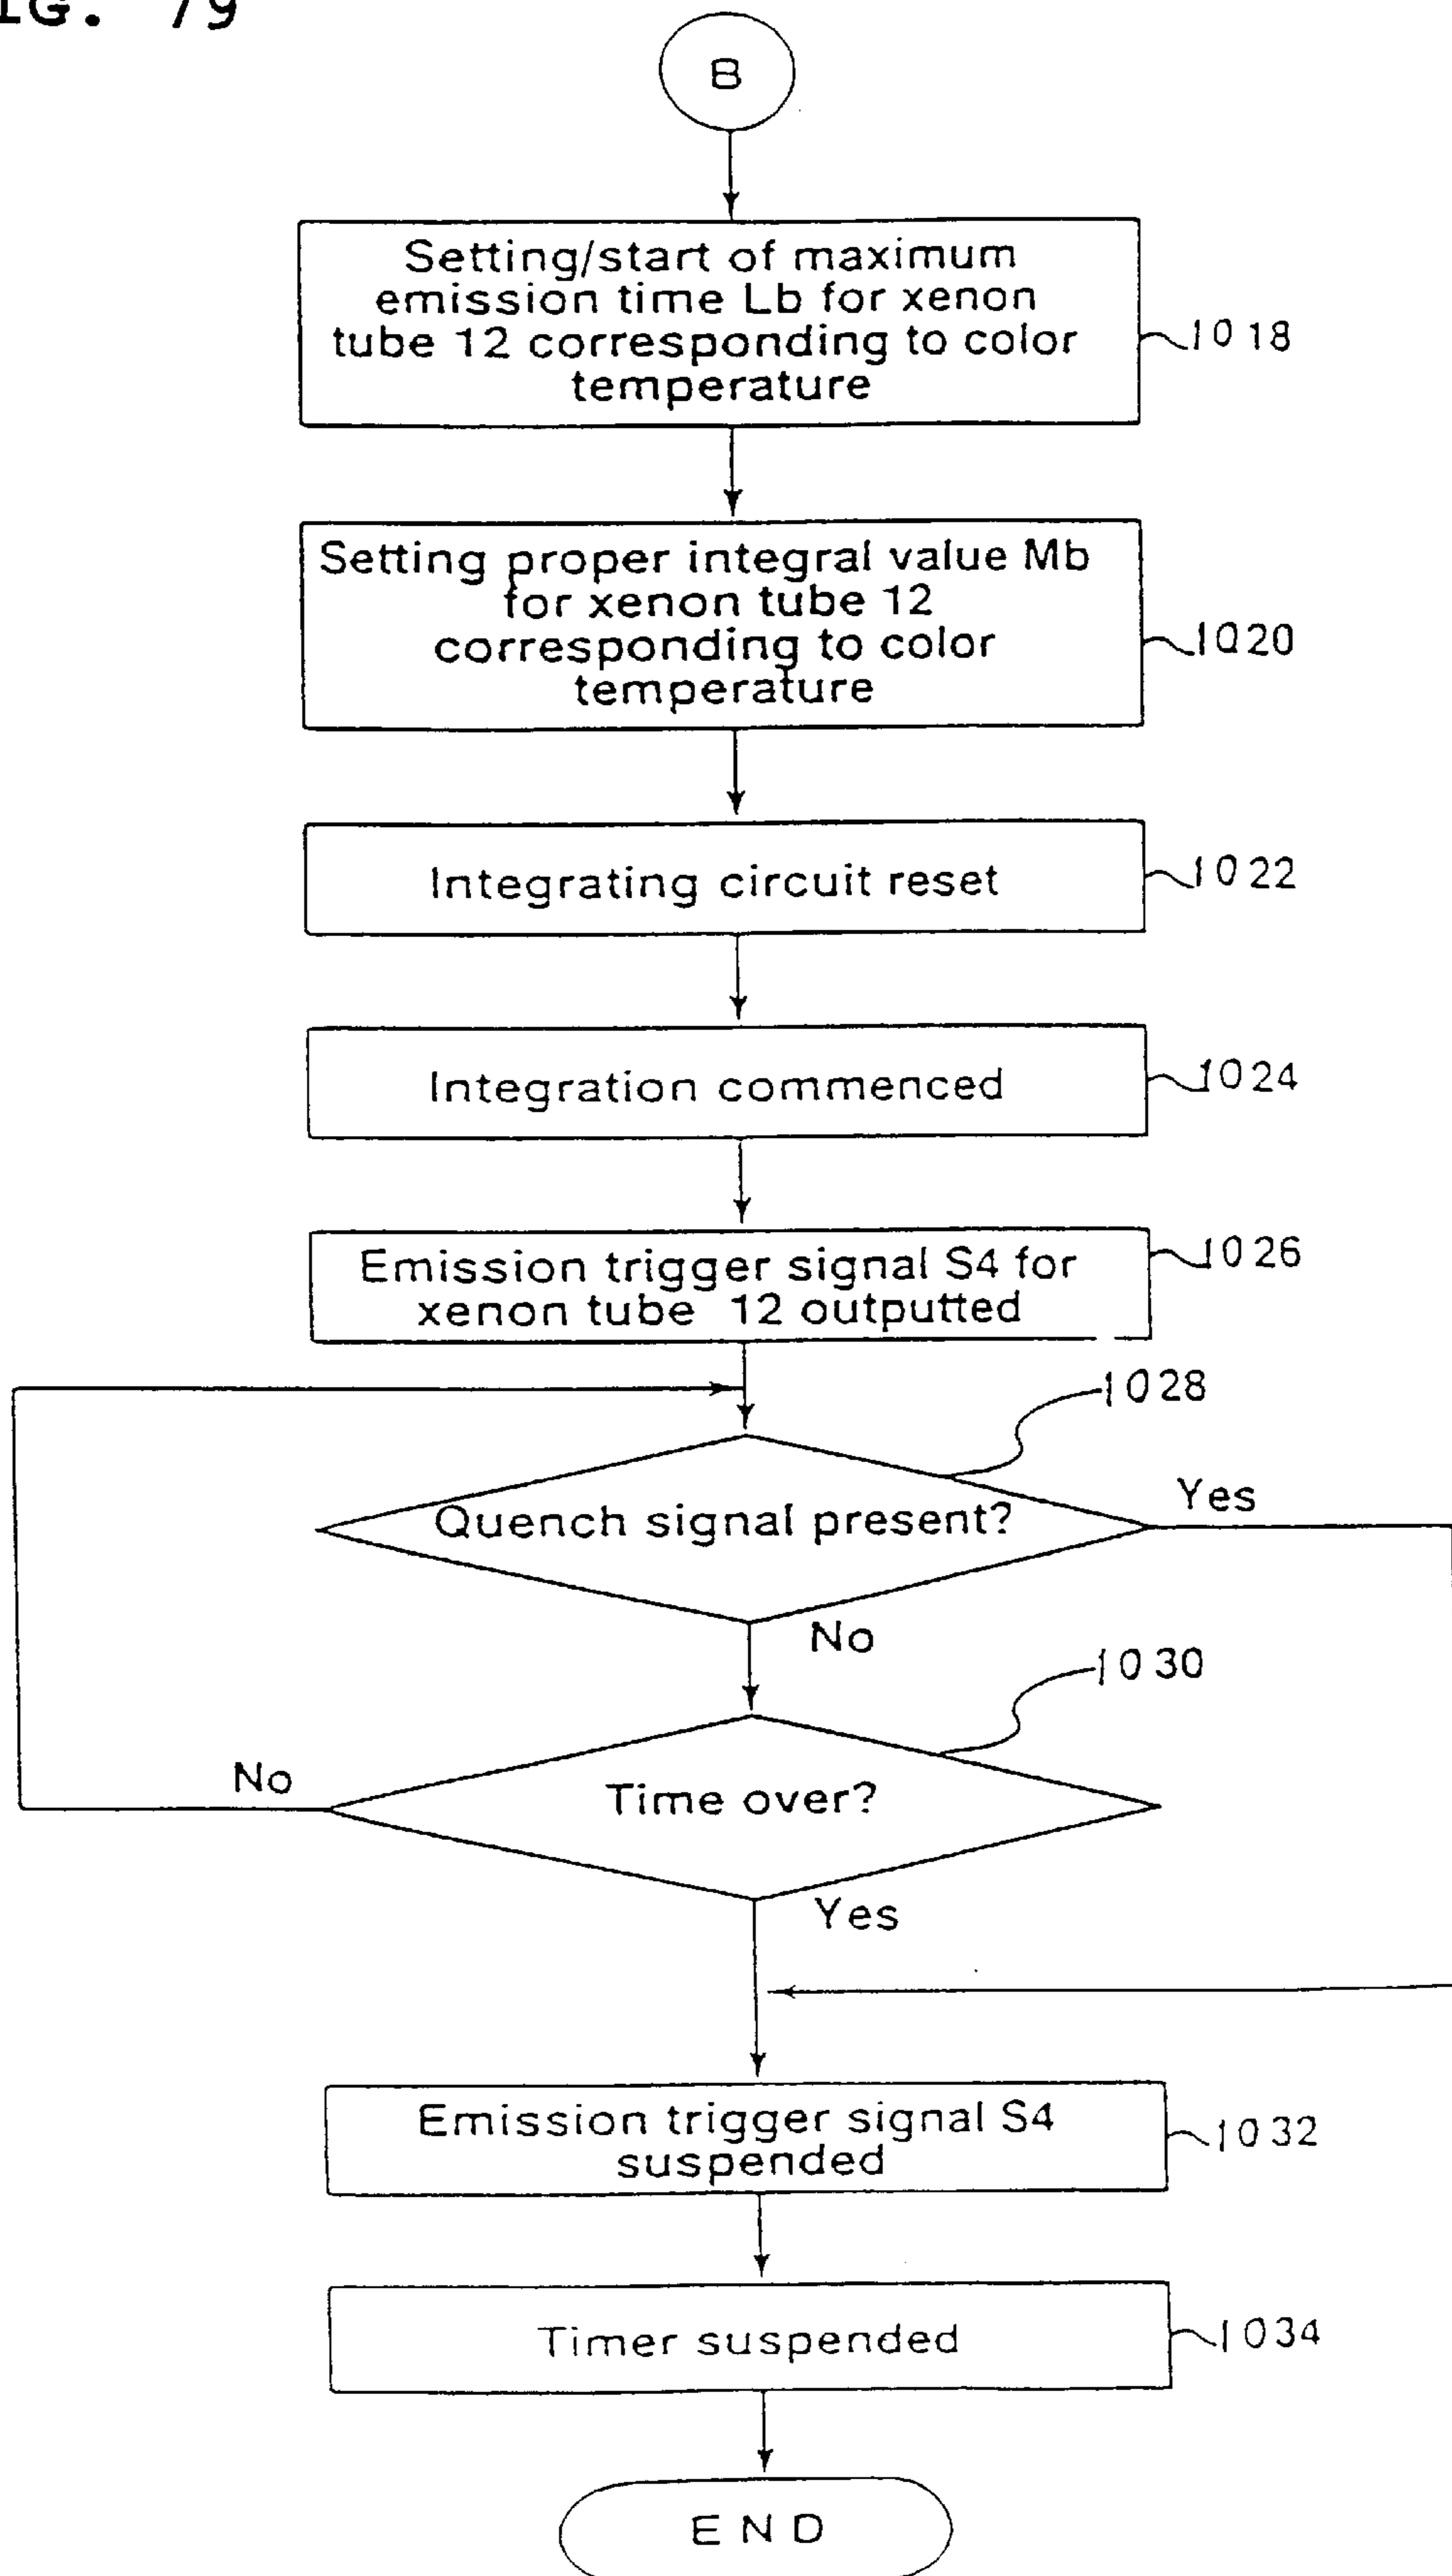 FIG. 79
B
Setting/start of maximum
emission time Lb for xenon
tube 12 corresponding to color
temperature
1018
Setting proper integral value Mb
for xenon tube 12
corresponding to color
temperature
1020
Integrating circuit reset
1022
Integration commenced
1024
Emission trigger signal S4 for
xenon tube 12 outputted
1026
1028
Quench signal present?
Yes
No
1030
Time over?
No
Yes
Emission trigger signal S4
suspended
1032
Timer suspended
1034
END